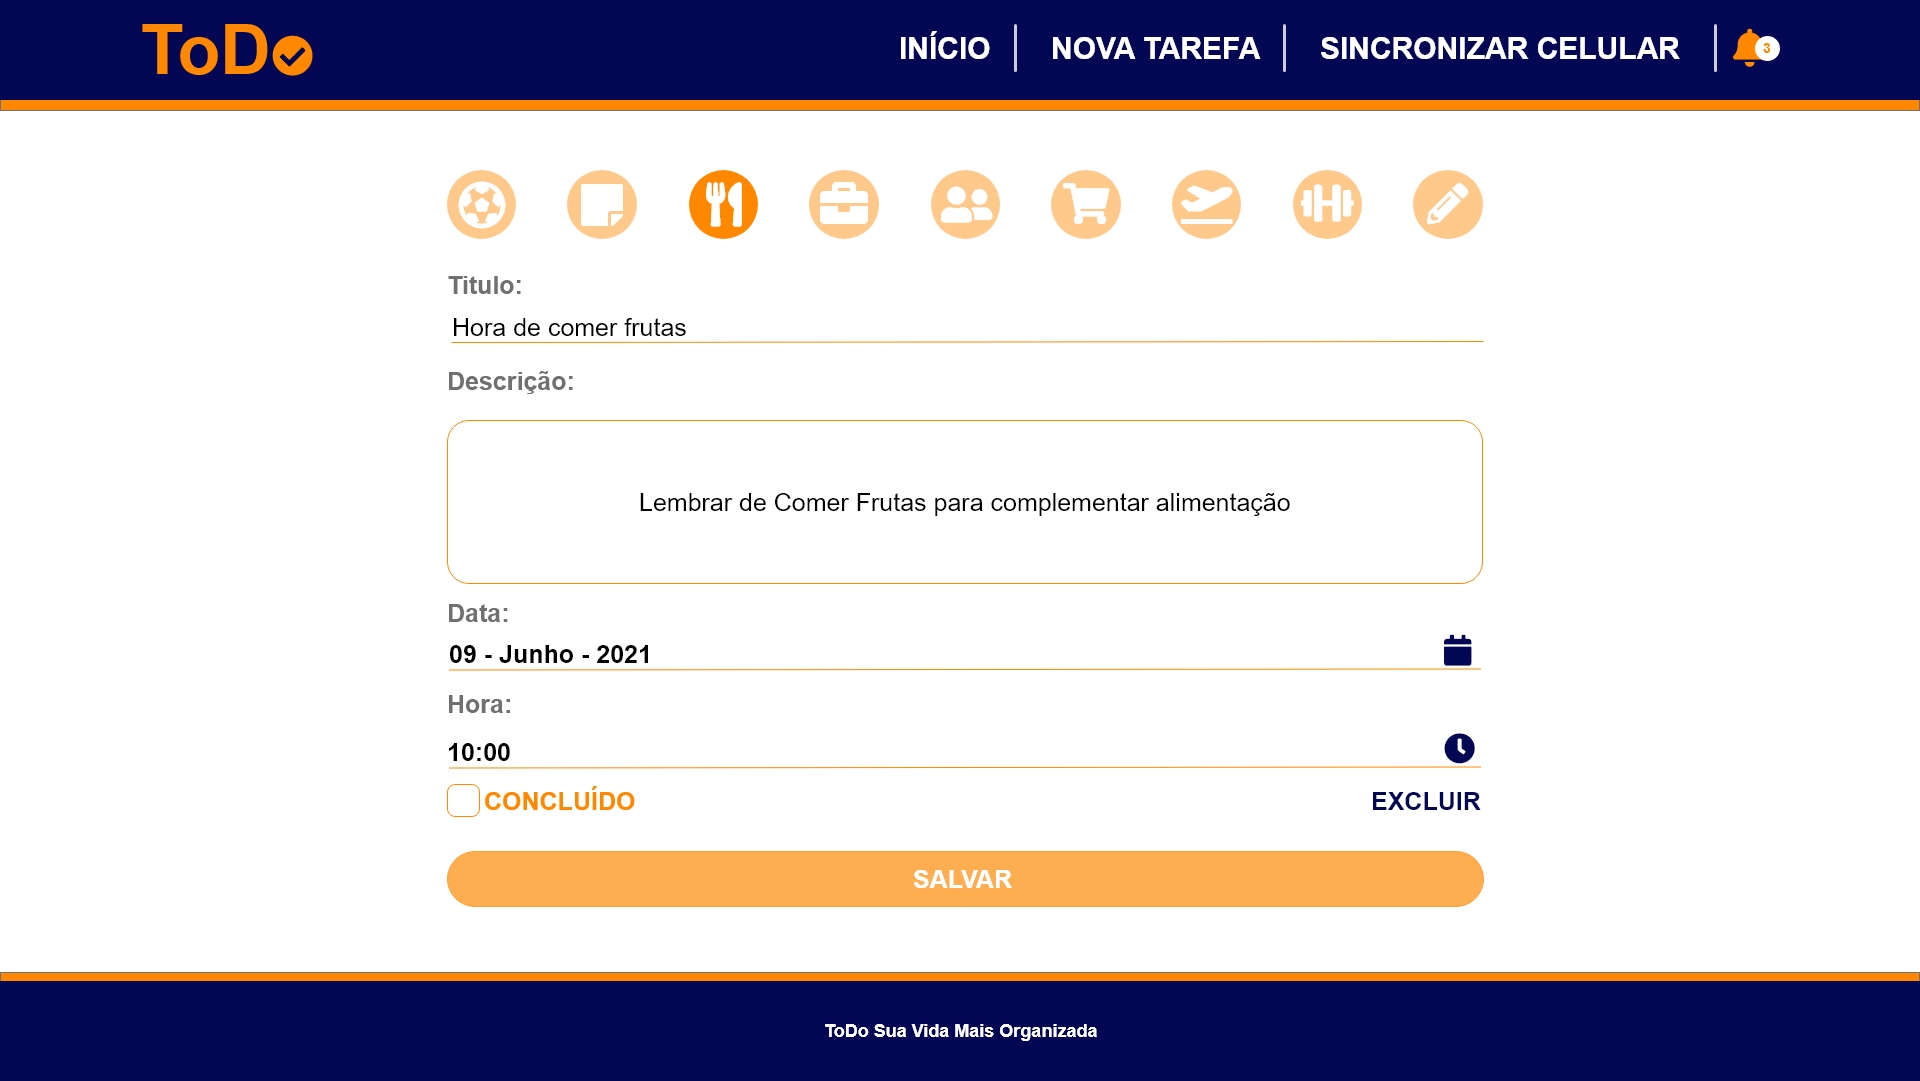 ToDo
INÍCIO
NOVA TAREFA
SINCRONIZAR CELULAR
3
Titulo:
Hora de comer frutas
Descrição:
Lembrar de Comer Frutas para complementar alimentação
Data:
09 - Junho - 2021
Hora:
10:00
CONCLUÍDO
EXCLUIR
SALVAR
ToDo Sua Vida Mais Organizada